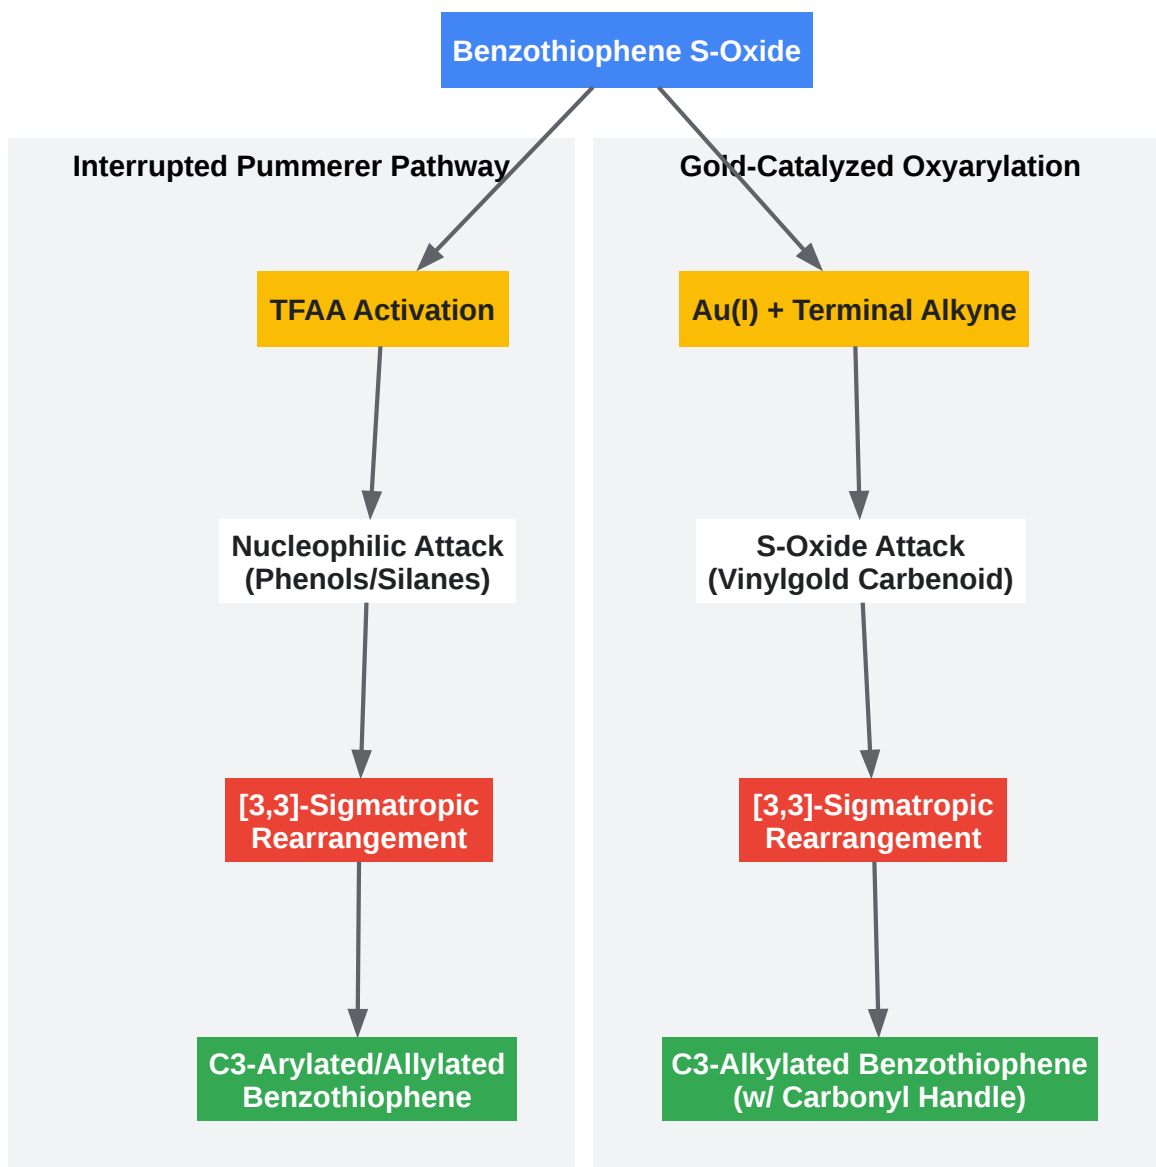 Benzothiophene S-Oxide
Interrupted Pummerer Pathway
Gold-Catalyzed Oxyarylation
TFAA Activation
Au(I) + Terminal Alkyne
Nucleophilic Attack
(Phenols/Silanes)
S-Oxide Attack
(Vinylgold Carbenoid)
[3,3]-Sigmatropic
Rearrangement
[3,3]-Sigmatropic
Rearrangement
C3-Arylated/Allylated
Benzothiophene
C3-Alkylated Benzothiophene
(w/ Carbonyl Handle)